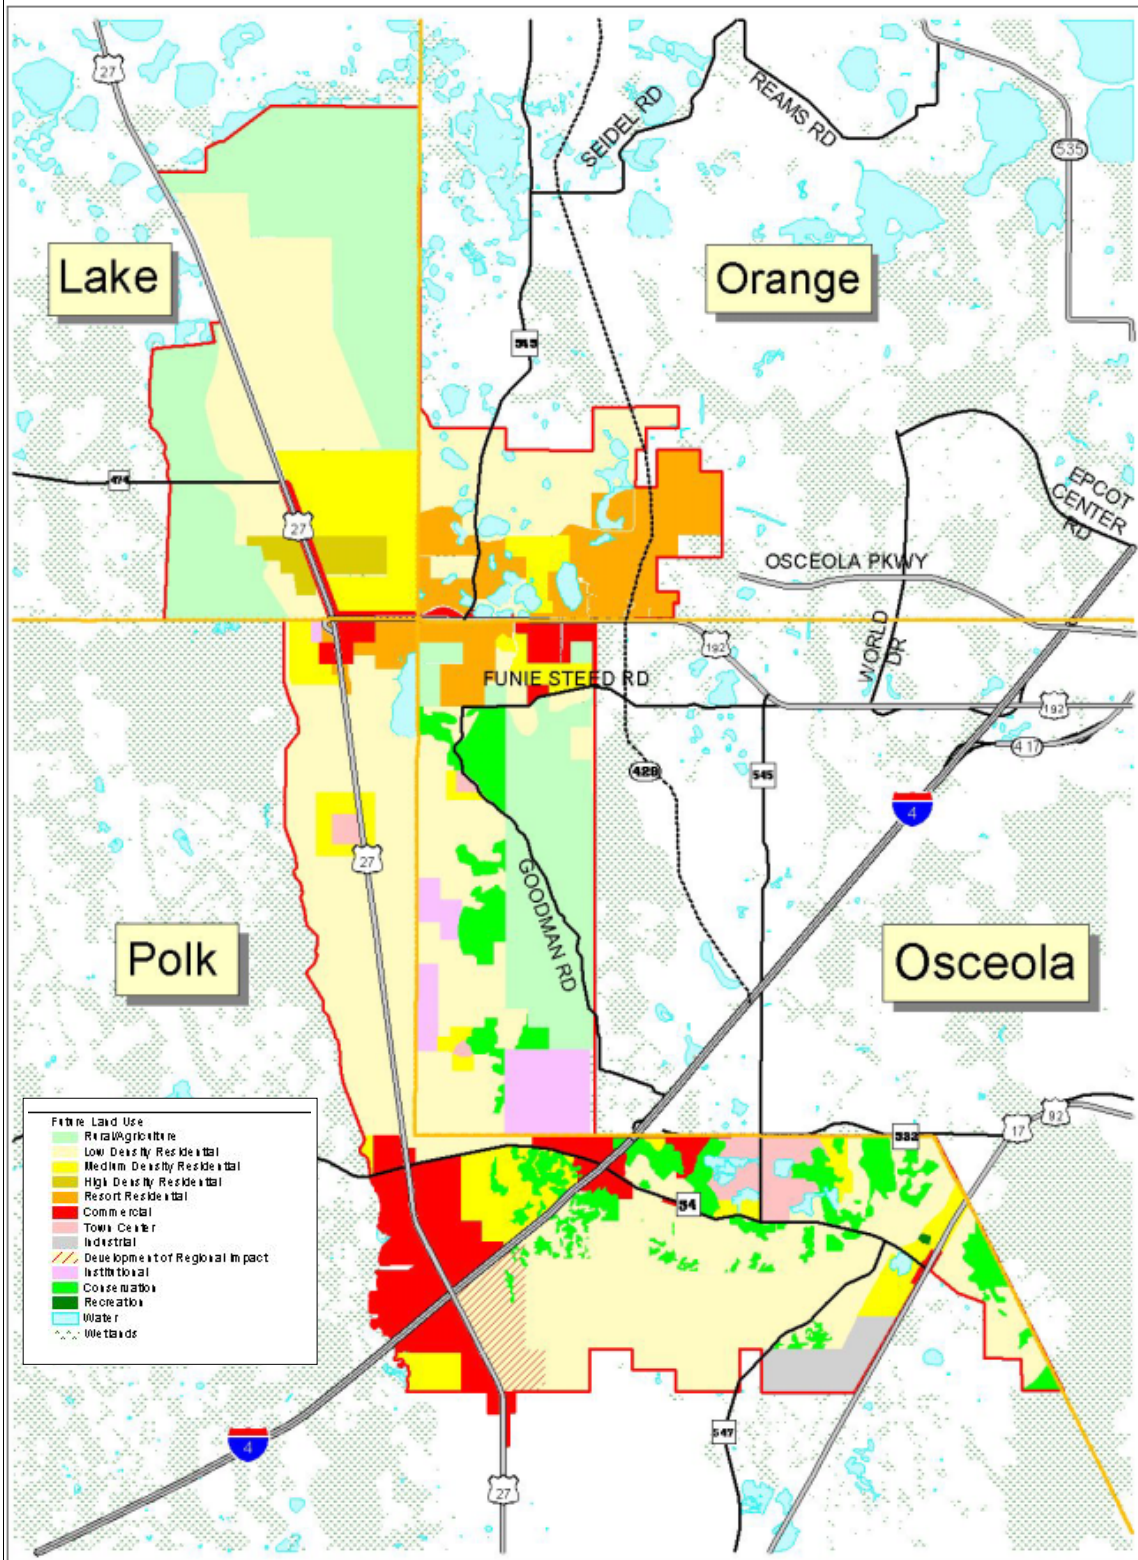 27
SEIDEL RD
REAMS RD
535
Lake
Orange
545
474
27
EPCOT
CENTER
RD
OSCEOLA PKWY
WORLD
DR
192
FUNIE STEED RD
192
417
429
545
4
27
GOODMAN RD
Polk
Osceola
17
92
532
54
Future Land Use
Rural/Agriculture
Low Density Residential
Medium Density Residential
High Density Residential
Resort Residential
Commercial
Town Center
Industrial
Development of Regional Impact
Institutional
Conservation
Recreation
Water
Wetlands
547
4
27